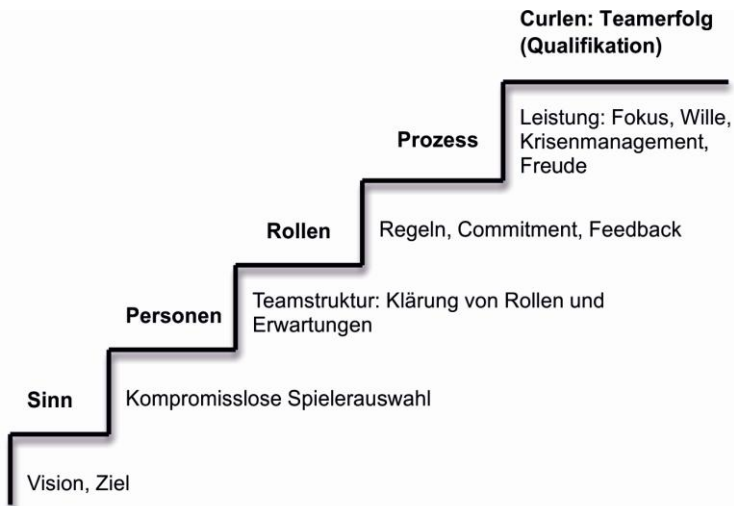 Curlen: Teamerfolg
(Qualifikation)
Leistung: Fokus, Wille,
Krisenmanagement,
Freude
Prozess
Regeln, Commitment, Feedback
Rollen
Teamstruktur: Klärung von Rollen und
Erwartungen
Personen
Kompromisslose Spielerauswahl
Sinn
Vision, Ziel